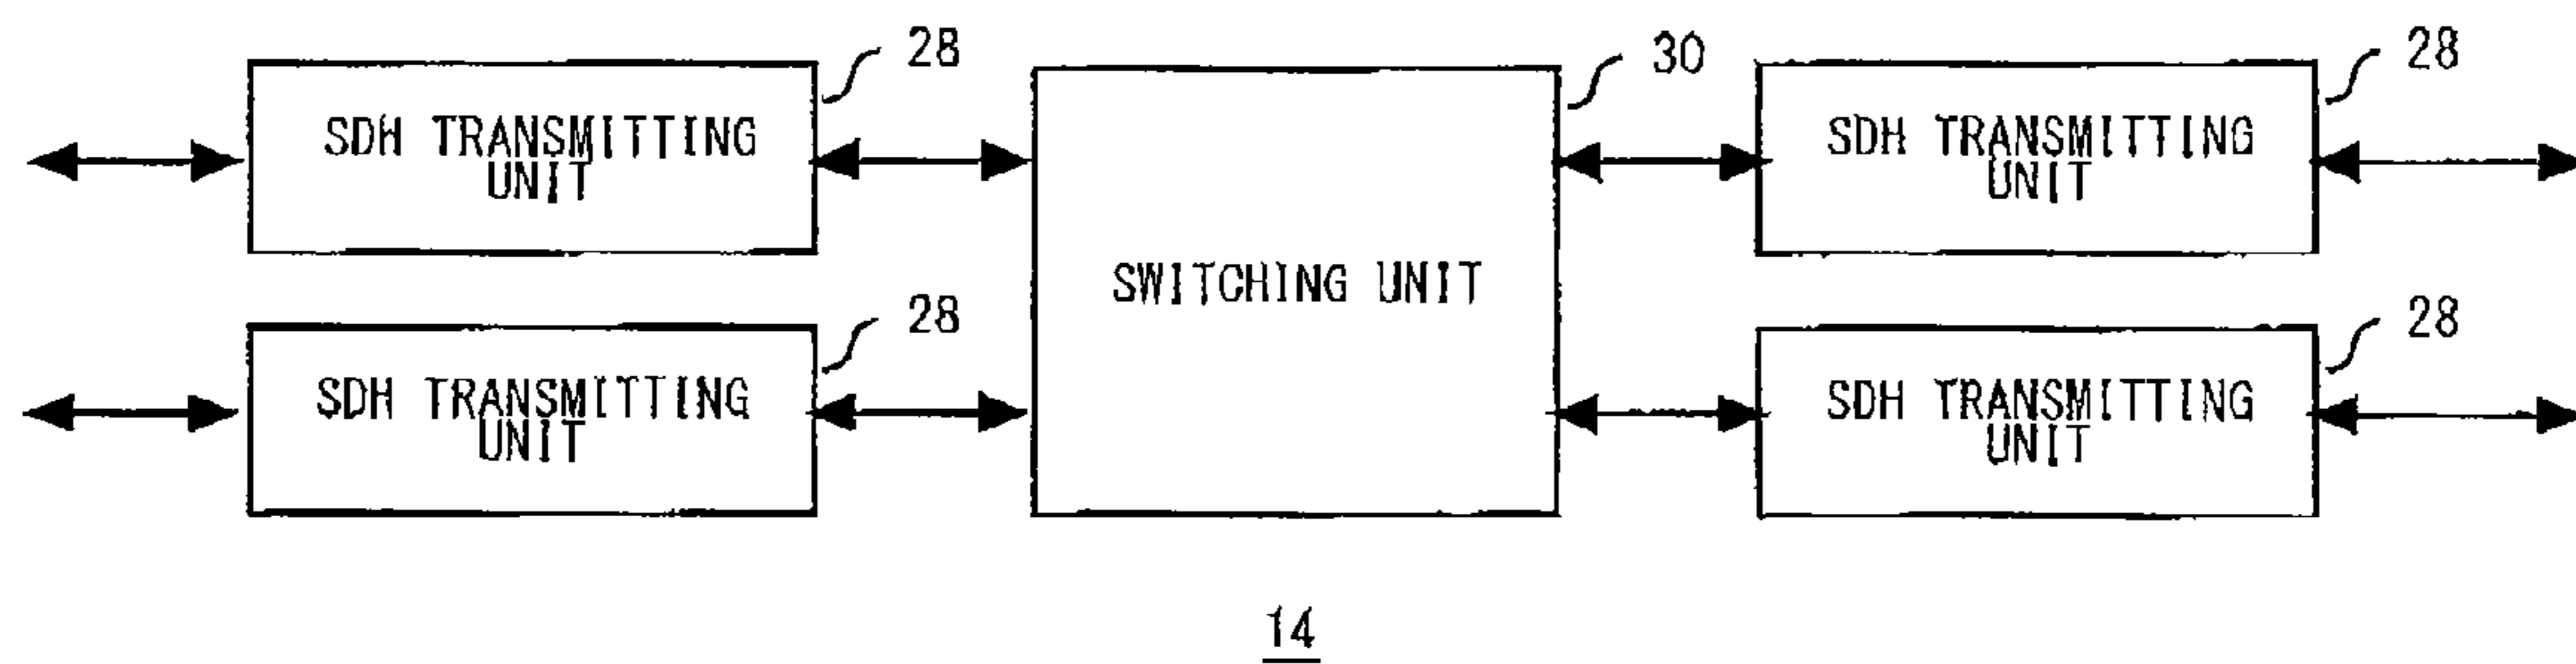 28
SDH TRANSMITTING
UNIT
30
SWITCHING UNIT
28
SDH TRANSMITTING
UNIT
28
SDH TRANSMITTING
UNIT
28
SDH TRANSMITTING
UNIT
14